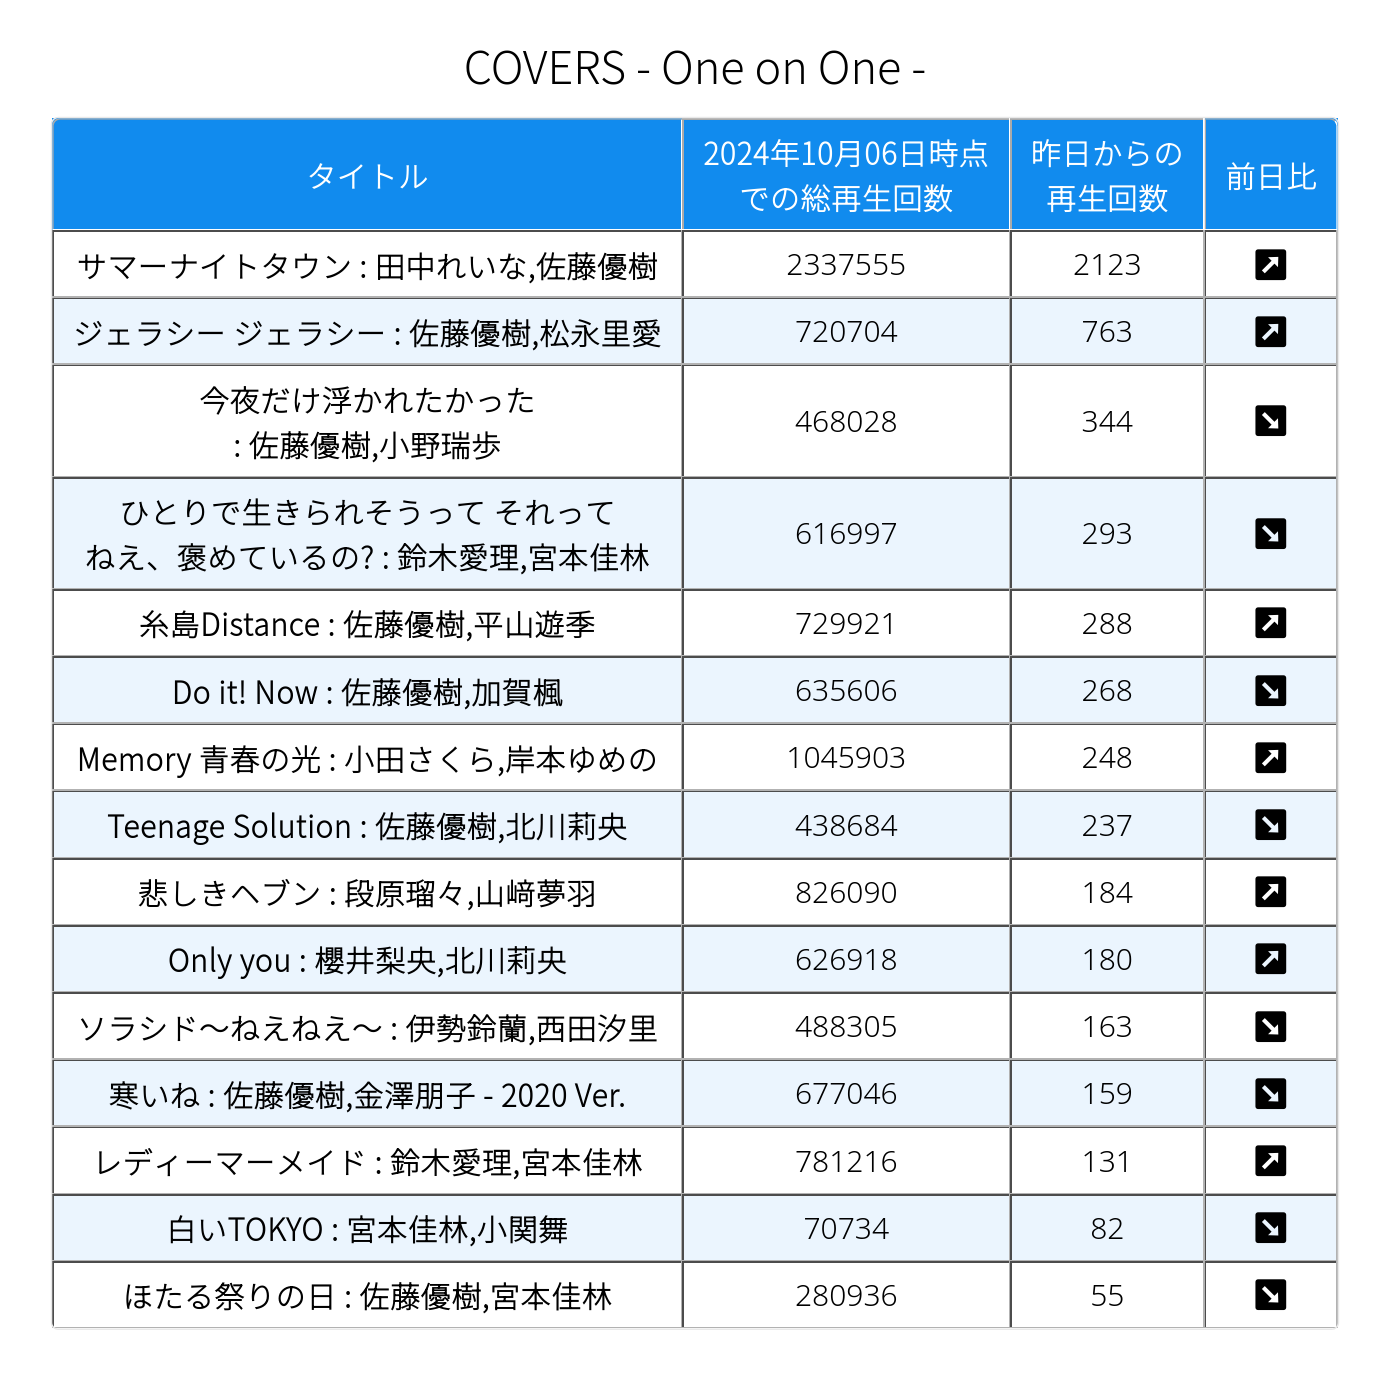 COVERS - One on One -
タイトル
2024年10月06日時点
での総再生回数
昨日からの
再生回数
前日比
サマーナイトタウン : 田中れいな,佐藤優樹
2337555
2123
ジェラシー ジェラシー : 佐藤優樹,松永里愛
720704
763
今夜だけ浮かれたかった
: 佐藤優樹,小野瑞歩
468028
344
ひとりで生きられそうって それって
ねえ、褒めているの? : 鈴木愛理,宮本佳林
616997
293
糸島Distance : 佐藤優樹,平山遊季
729921
288
Do it! Now : 佐藤優樹,加賀楓
635606
268
Memory 青春の光 : 小田さくら,岸本ゆめの
1045903
248
Teenage Solution : 佐藤優樹,北川莉央
438684
237
悲しきヘブン : 段原瑠々,山﨑夢羽
826090
184
Only you : 櫻井梨央,北川莉央
626918
180
ソラシド〜ねえねえ〜 : 伊勢鈴蘭,西田汐里
488305
163
寒いね : 佐藤優樹,金澤朋子 - 2020 Ver.
677046
159
レディーマーメイド : 鈴木愛理,宮本佳林
781216
131
白いTOKYO : 宮本佳林,小関舞
70734
82
ほたる祭りの日 : 佐藤優樹,宮本佳林
280936
55